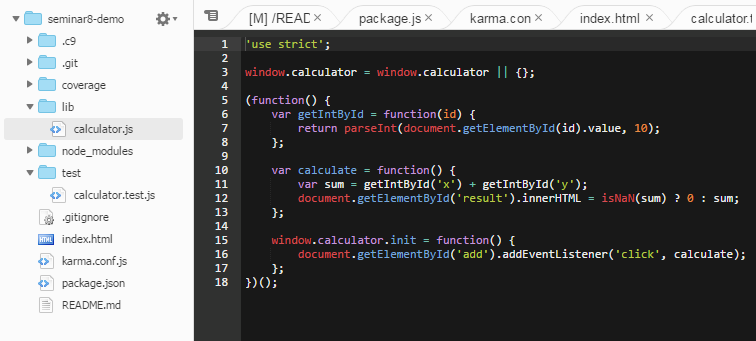 seminar8-demo
.c9
.git
coverage
lib
calculator.js
node_modules
test
calculator.test.js
.gitignore
index.html
karma.conf.js
package.json
README.md
[M] /READ × package.js × karma.con × index.html × calculator.t
1 'use strict';
2
3 window.calculator = window.calculator || {};
4
5 (function() {
6     var getIntById = function(id) {
7         return parseInt(document.getElementById(id).value, 10);
8     };
9
10     var calculate = function() {
11         var sum = getIntById('x') + getIntById('y');
12         document.getElementById('result').innerHTML = isNaN(sum) ? 0 : sum;
13     };
14
15     window.calculator.init = function() {
16         document.getElementById('add').addEventListener('click', calculate);
17     };
18 })();